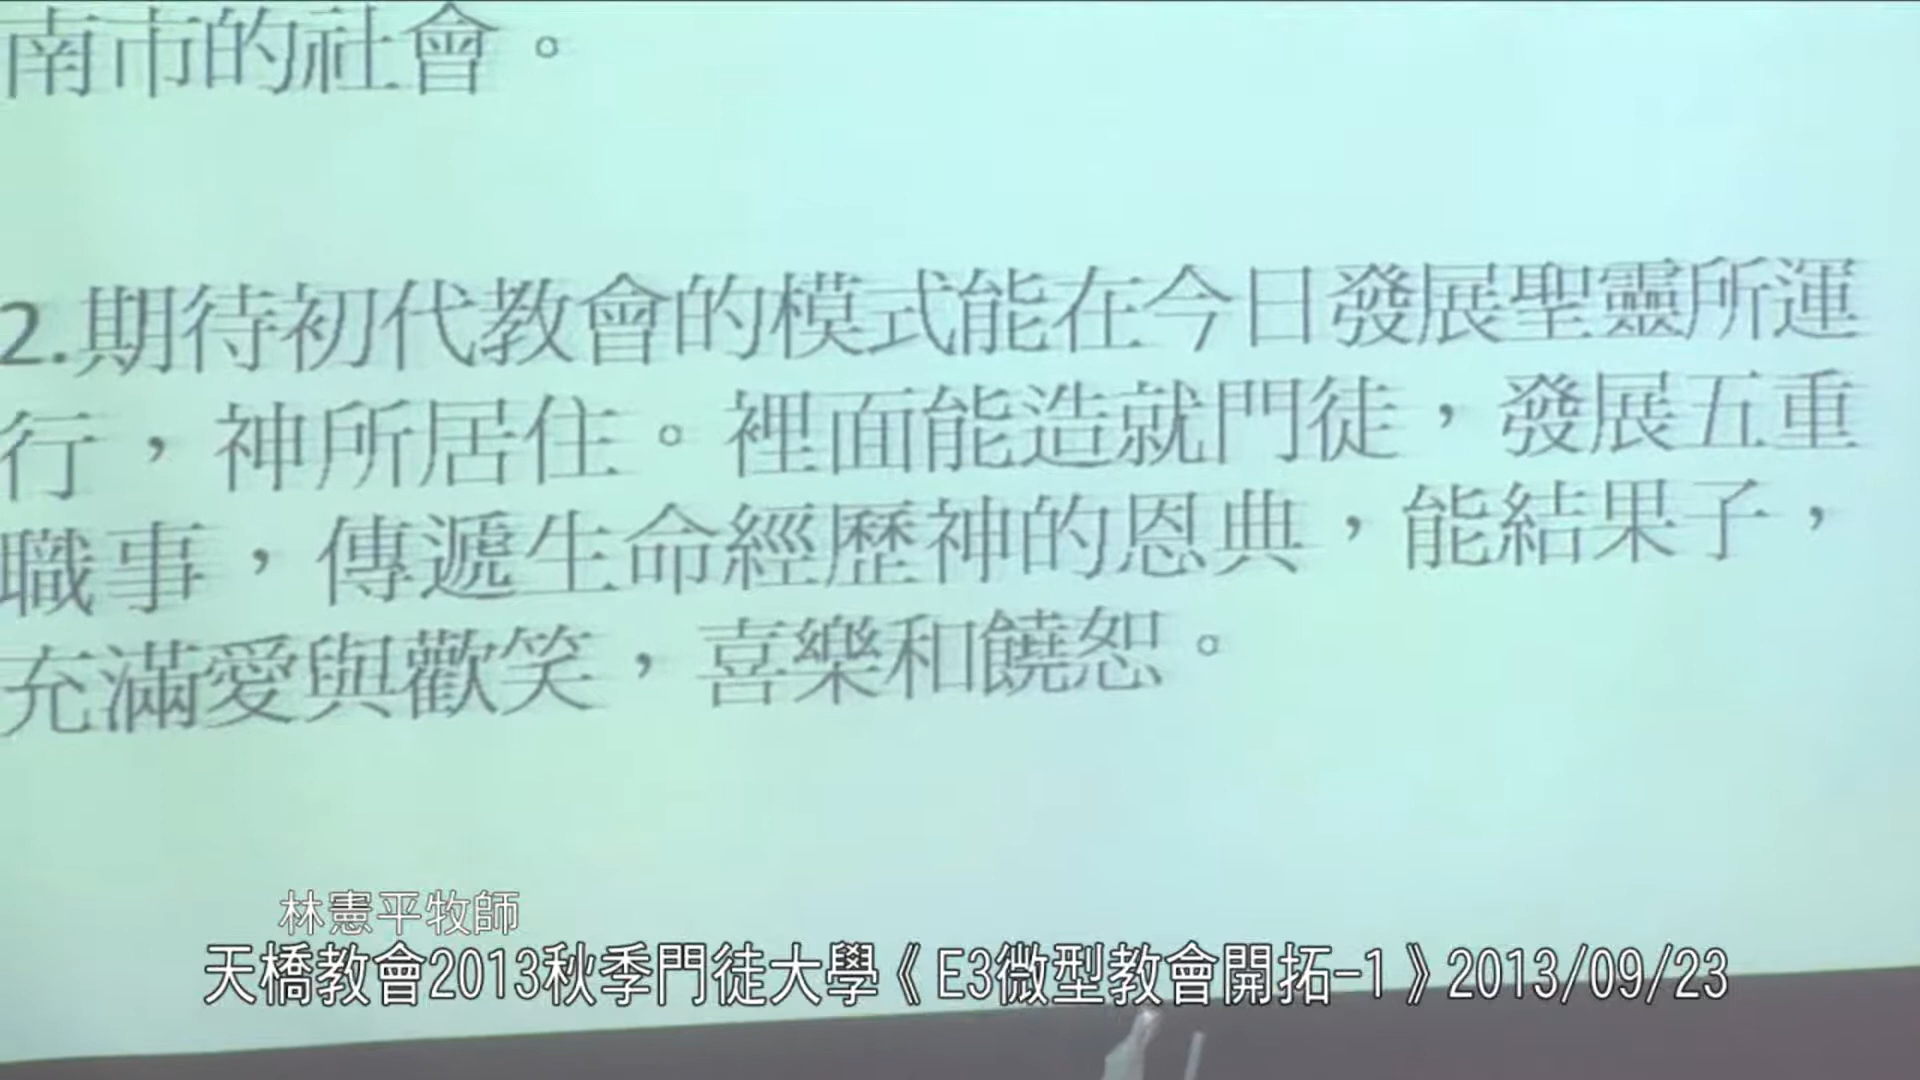 南市的社會。
2.期待初代教會的模式能在今日發展聖靈所運
行，神所居住。裡面能造就門徒，發展五重
職事，傳遞生命經歷神的恩典，能結果子，
充滿愛與歡笑，喜樂和饒恕。
林憲平牧師
天橋教會2013秋季門徒大學《E3微型教會開拓-1》2013/09/23